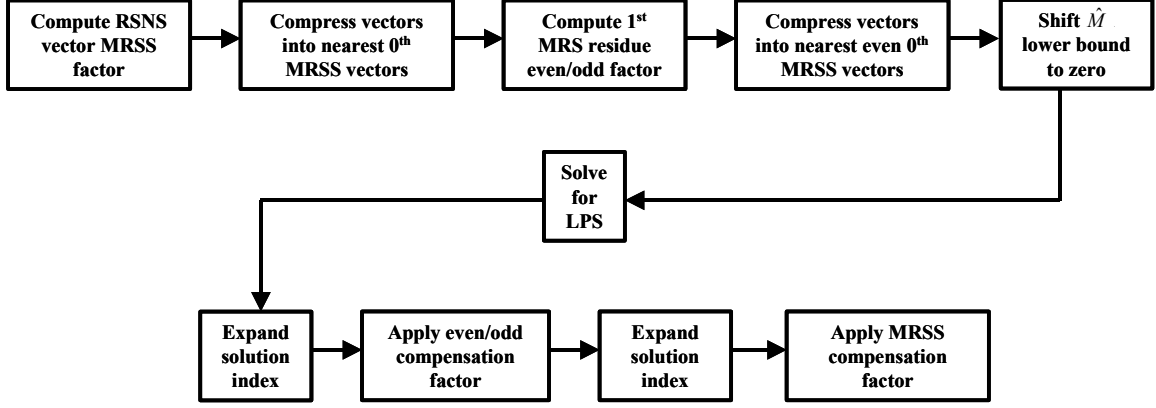 Compute RSNS
vector MRSS
factor
Compress vectors
into nearest 0th
MRSS vectors
Compute 1st
MRS residue
even/odd factor
Compress vectors
into nearest even 0th
MRSS vectors
Shift M̂
lower bound
to zero
Solve
for
LPS
Expand
solution
index
Apply even/odd
compensation
factor
Expand
solution
index
Apply MRSS
compensation
factor